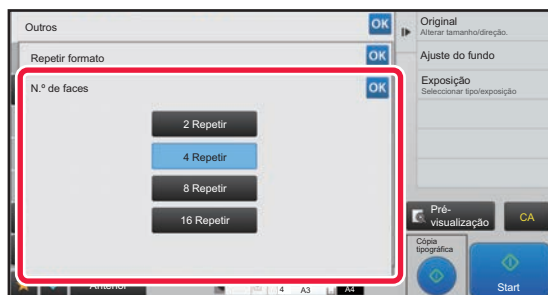 Outros
OK
Repetir formato
OK
N.º de faces
OK
2 Repetir
4 Repetir
8 Repetir
16 Repetir
Anterior
4 A3
A4
Original
Alterar tamanho/direção.
Ajuste do fundo
Exposição
Seleccionar tipo/exposição
Pré-
visualização
CA
Cópia
tipográfica
Start